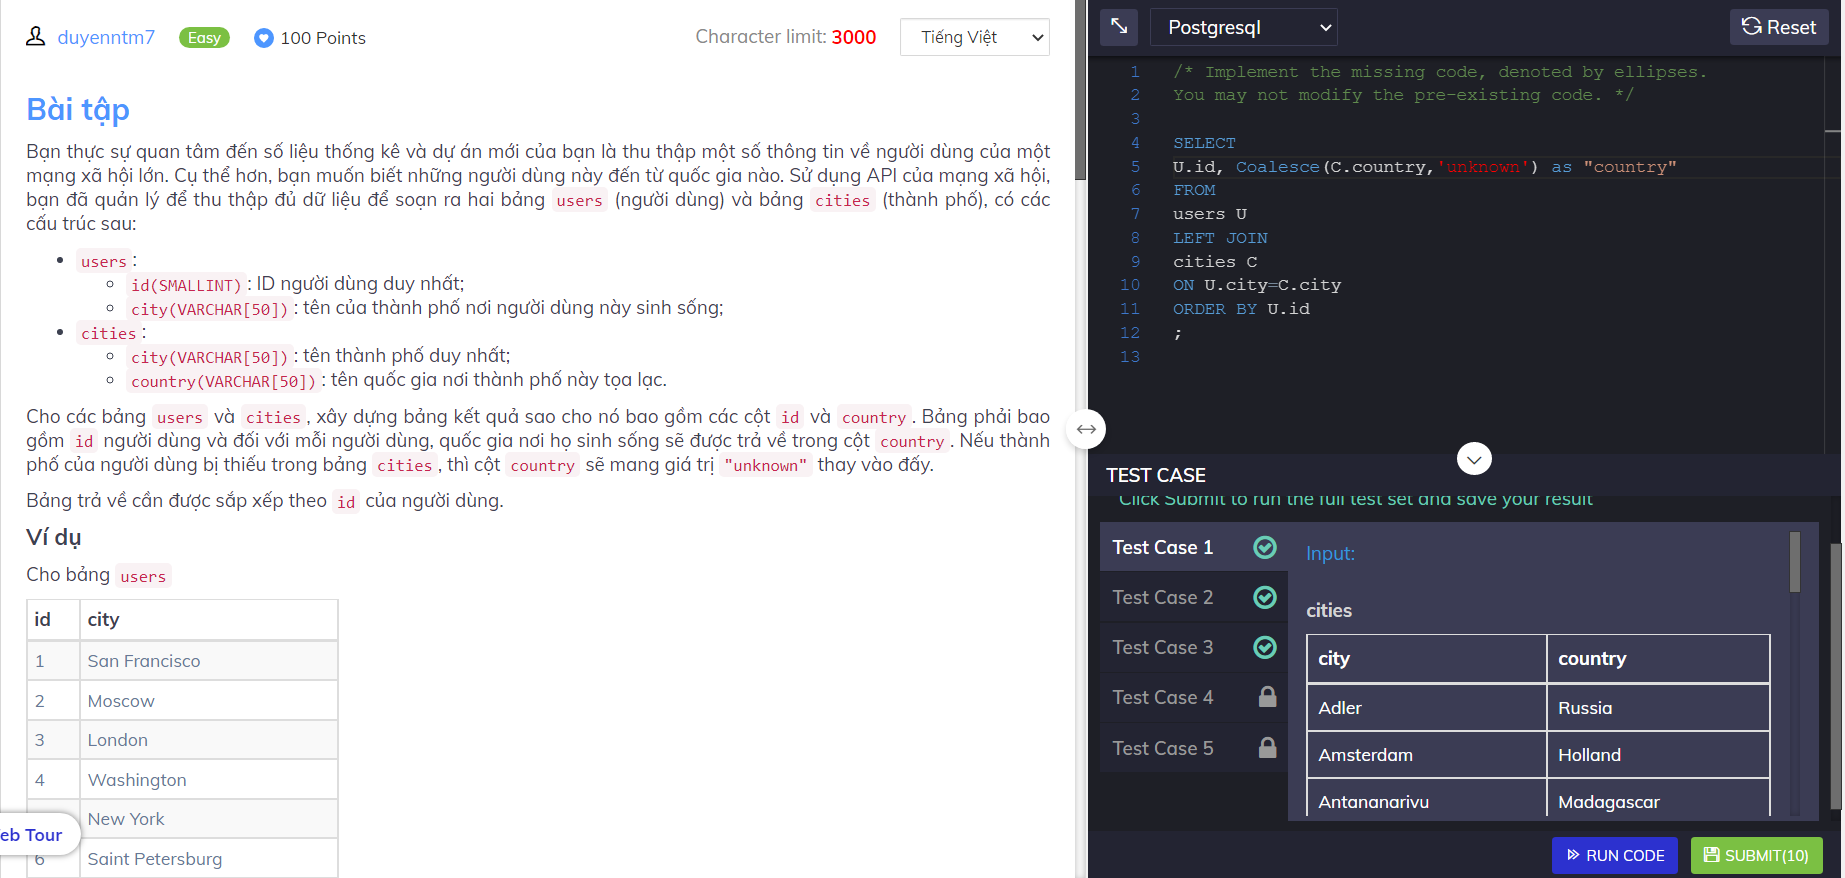 duyenntm7 Easy 100 Points Character limit: 3000 Tiếng Việt
Bài tập
Bạn thực sự quan tâm đến số liệu thống kê và dự án mới của bạn là thu thập một số thông tin về người dùng của một
mạng xã hội lớn. Cụ thể hơn, bạn muốn biết những người dùng này đến từ quốc gia nào. Sử dụng API của mạng xã hội,
bạn đã quản lý để thu thập đủ dữ liệu để soạn ra hai bảng users (người dùng) và bảng cities (thành phố), có các
cấu trúc sau:
• users:
◦ id(SMALLINT): ID người dùng duy nhất;
◦ city(VARCHAR[50]): tên của thành phố nơi người dùng này sinh sống;
• cities:
◦ city(VARCHAR[50]): tên thành phố duy nhất;
◦ country(VARCHAR[50]): tên quốc gia nơi thành phố này tọa lạc.
Cho các bảng users và cities, xây dựng bảng kết quả sao cho nó bao gồm các cột id và country. Bảng phải bao
gồm id người dùng và đối với mỗi người dùng, quốc gia nơi họ sinh sống sẽ được trả về trong cột country. Nếu thành
phố của người dùng bị thiếu trong bảng cities, thì cột country sẽ mang giá trị "unknown" thay vào đấy.
Bảng trả về cần được sắp xếp theo id của người dùng.
Ví dụ
Cho bảng users
id city
1 San Francisco
2 Moscow
3 London
4 Washington
New York
6 Saint Petersburg
eb Tour
Postgresql Reset
1 /* Implement the missing code, denoted by ellipses.
2 You may not modify the pre-existing code. */
3
4 SELECT
5 U.id, Coalesce(C.country,'unknown') as "country"
6 FROM
7 users U
8 LEFT JOIN
9 cities C
10 ON U.city=C.city
11 ORDER BY U.id
12 ;
13
TEST CASE
Click Submit to run the full test set and save your result
Test Case 1
Test Case 2
Test Case 3
Test Case 4
Test Case 5
Input:
cities
city country
Adler Russia
Amsterdam Holland
Antananarivu Madagascar
RUN CODE SUBMIT(10)